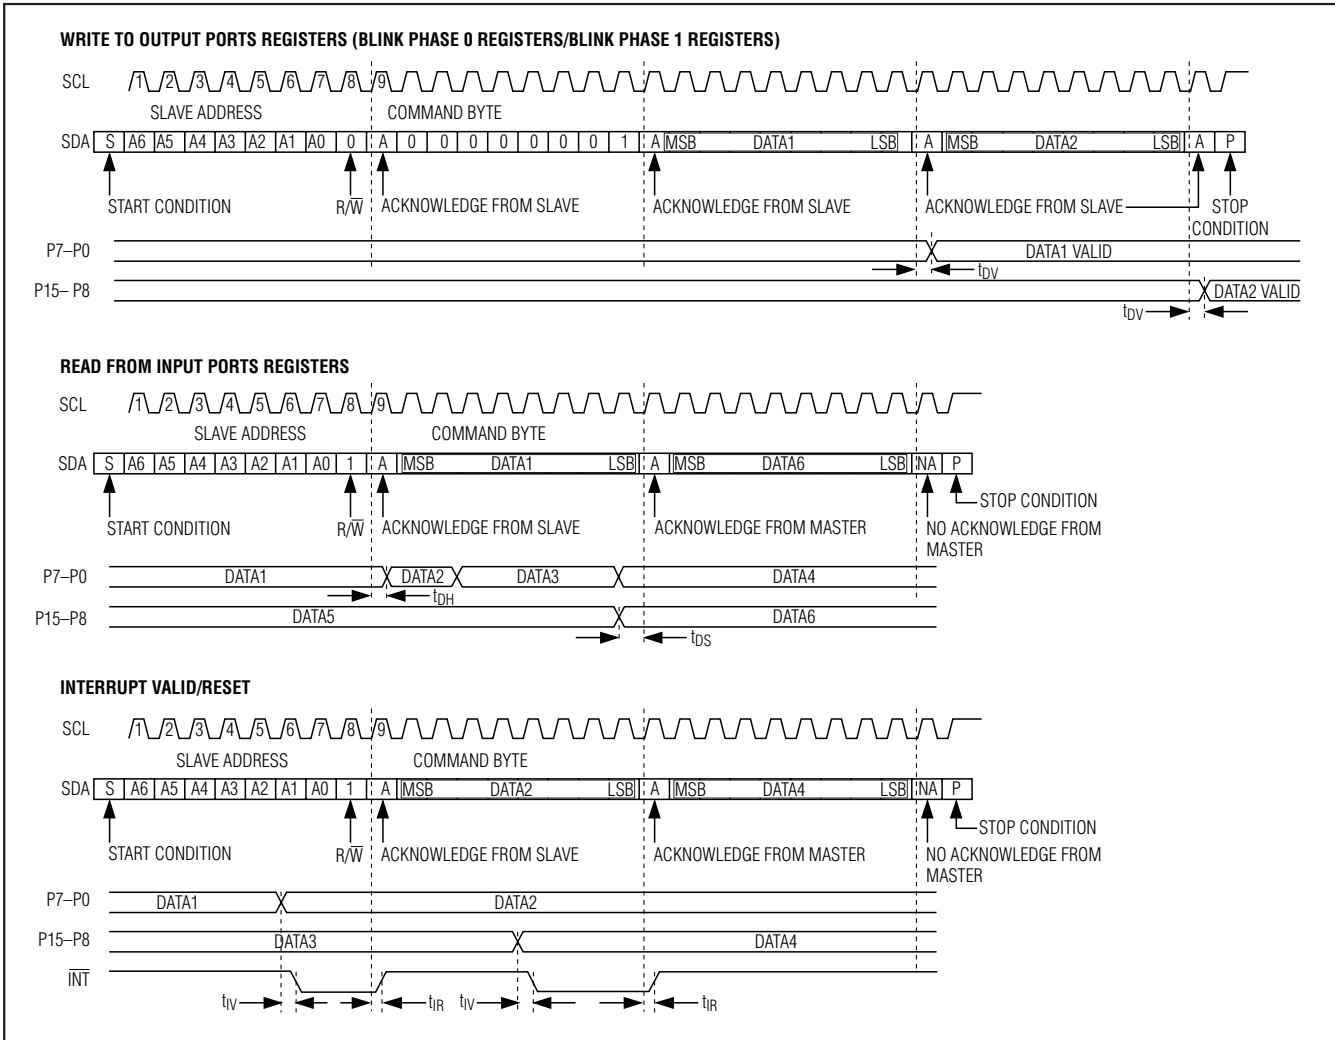 WRITE TO OUTPUT PORTS REGISTERS (BLINK PHASE 0 REGISTERS/BLINK PHASE 1 REGISTERS)
SCL 1 2 3 4 5 6 7 8 9
SLAVE ADDRESS COMMAND BYTE
SDA S A6 A5 A4 A3 A2 A1 A0 0 A 0 0 0 0 0 0 0 1 A MSB DATA1 LSB A MSB DATA2 LSB A P
START CONDITION R/W̅ ACKNOWLEDGE FROM SLAVE ACKNOWLEDGE FROM SLAVE ACKNOWLEDGE FROM SLAVE STOP
CONDITION
P7–P0 DATA1 VALID
tDV
P15– P8 DATA2 VALID
tDV
READ FROM INPUT PORTS REGISTERS
SCL 1 2 3 4 5 6 7 8 9
SLAVE ADDRESS COMMAND BYTE
SDA S A6 A5 A4 A3 A2 A1 A0 1 A MSB DATA1 LSB A MSB DATA6 LSB NA P
STOP CONDITION
START CONDITION R/W̅ ACKNOWLEDGE FROM SLAVE ACKNOWLEDGE FROM MASTER NO ACKNOWLEDGE FROM
MASTER
P7–P0 DATA1 DATA2 DATA3 DATA4
tDH
P15–P8 DATA5 DATA6
tDS
INTERRUPT VALID/RESET
SCL 1 2 3 4 5 6 7 8 9
SLAVE ADDRESS COMMAND BYTE
SDA S A6 A5 A4 A3 A2 A1 A0 1 A MSB DATA2 LSB A MSB DATA4 LSB NA P
STOP CONDITION
START CONDITION R/W̅ ACKNOWLEDGE FROM SLAVE ACKNOWLEDGE FROM MASTER NO ACKNOWLEDGE FROM
MASTER
P7–P0 DATA1 DATA2
P15–P8 DATA3 DATA4
I̅N̅T̅
tIV tIR tIV tIR